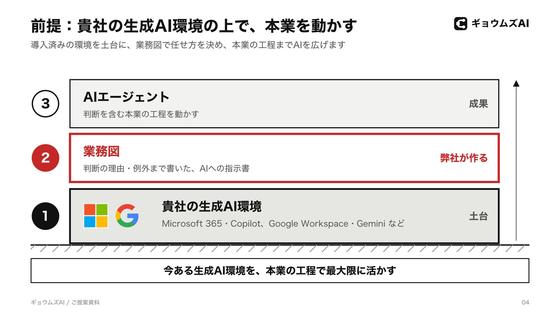 前提：貴社の生成AI環境の上で、本業を動かす
ギョウムズAI
導入済みの環境を土台に、業務図で任せ方を決め、本業の工程までAIを広げます
3
AIエージェント
判断を含む本業の工程を動かす
成果
2
業務図
判断の理由・例外まで書いた、AIへの指示書
弊社が作る
1
貴社の生成AI環境
Microsoft 365・Copilot、Google Workspace・Gemini など
土台
今ある生成AI環境を、本業の工程で最大限に活かす
ギョウムズAI / ご提案資料
04